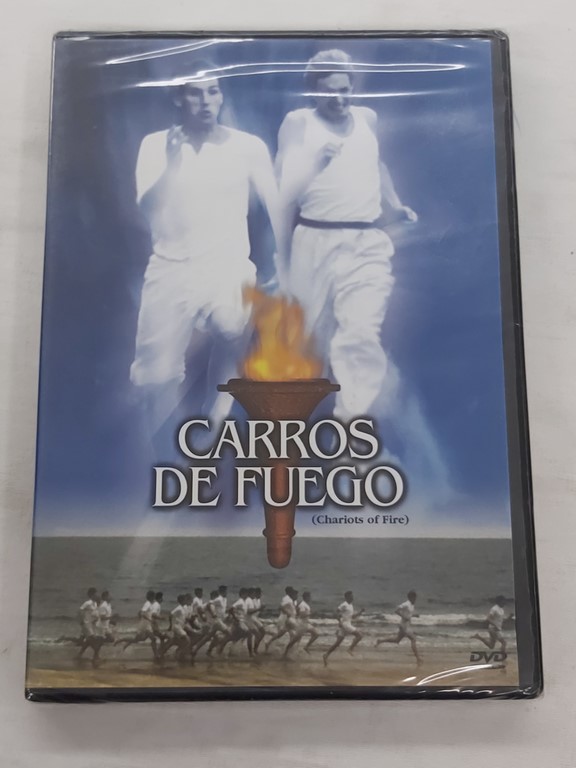 CARROS
DE FUEGO
(Chariots of Fire)
DVD